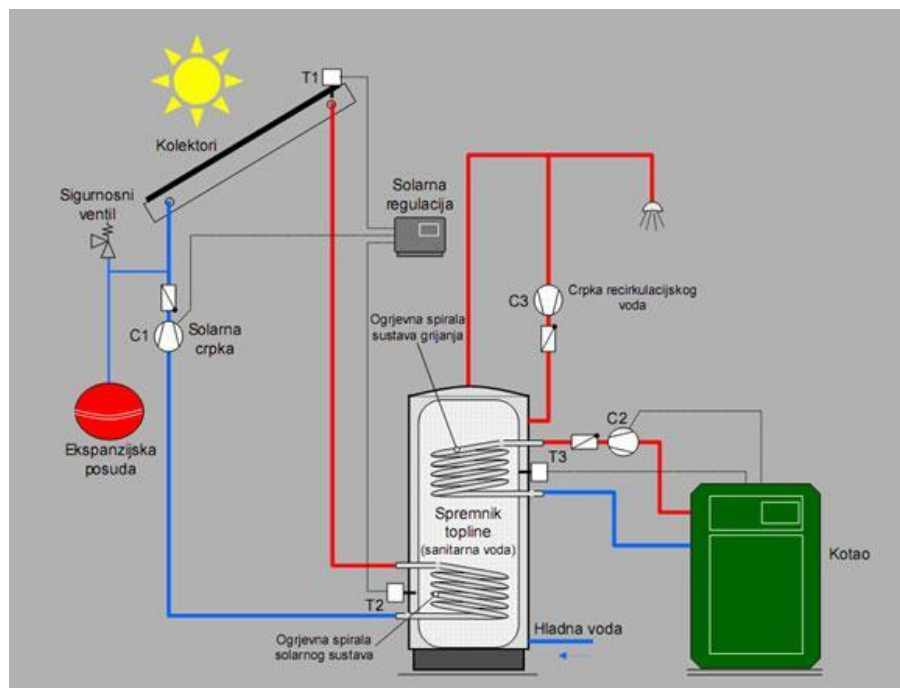 T1
Kolektori
Sigurnosni
ventil
Solarna
regulacija
C1
Solarna
crpka
C3
Crpka recirkulacijskog
voda
Ogrjevna spirala
sustava grijanja
Ekspanzijska
posuda
C2
T3
Spremnik
topline
(sanitarna voda)
Kotao
T2
Ogrjevna spirala
solarnog sustava
Hladna voda